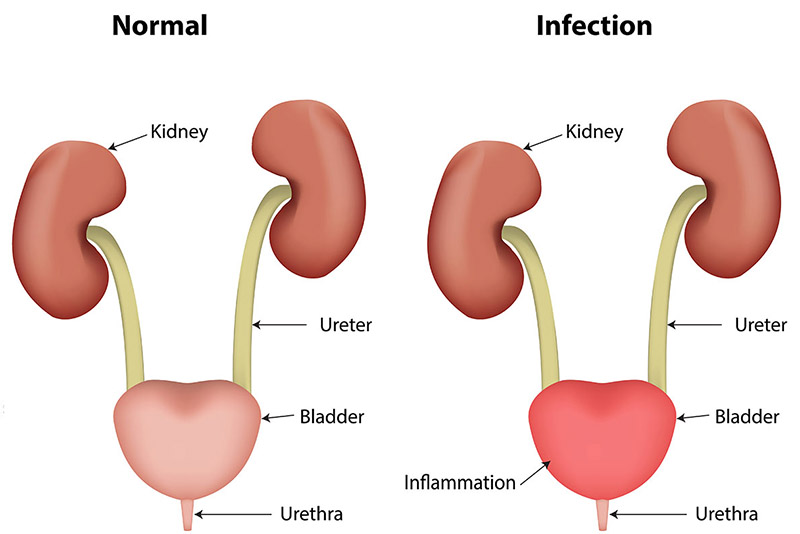 Normal
Kidney
Ureter
Bladder
Urethra
Infection
Kidney
Ureter
Bladder
Inflammation
Urethra